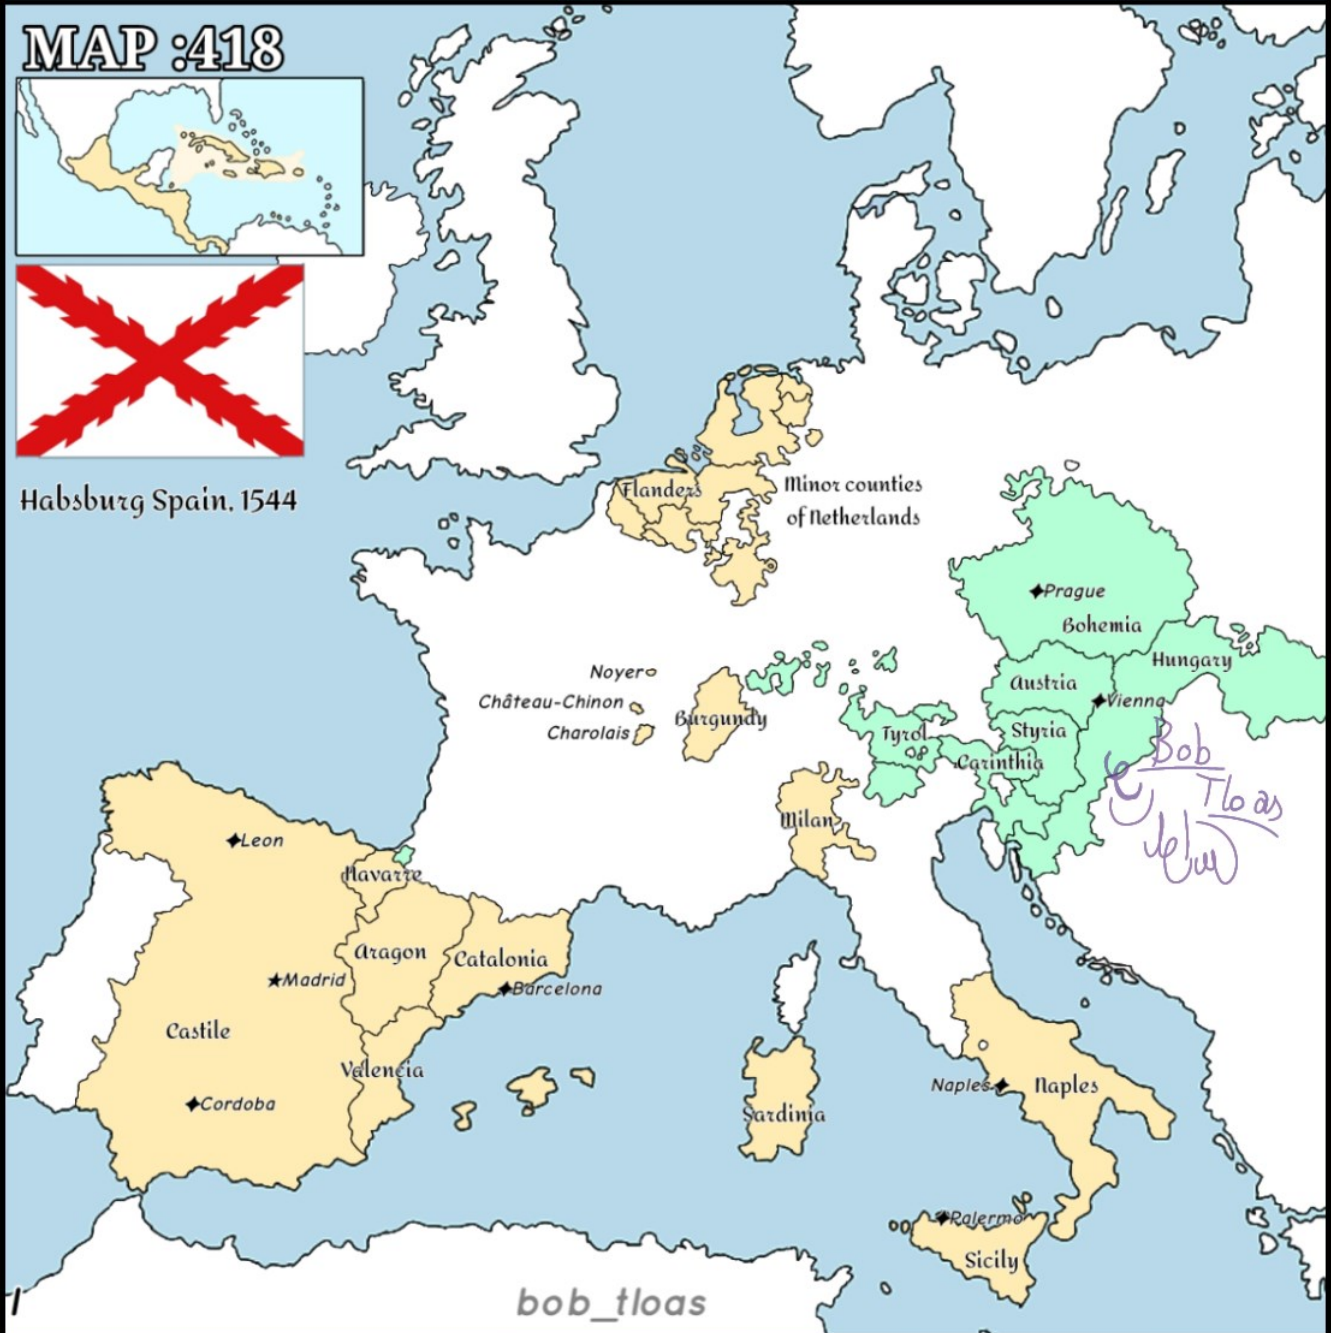 MAP :418
Habsburg Spain, 1544
Flanders
Minor counties
of Netherlands
Prague
Bohemia
Hungary
Noyer
Austria
Château-Chinon
Vienna
Burgundy
Charolais
Tyrol
Styria
Carinthia
Bob
Tloas
Milan
Leon
Navarre
Aragon
Catalonia
Madrid
Barcelona
Castile
Valencia
Naples
Naples
Cordoba
Sardinia
Palermo
Sicily
bob_tloas